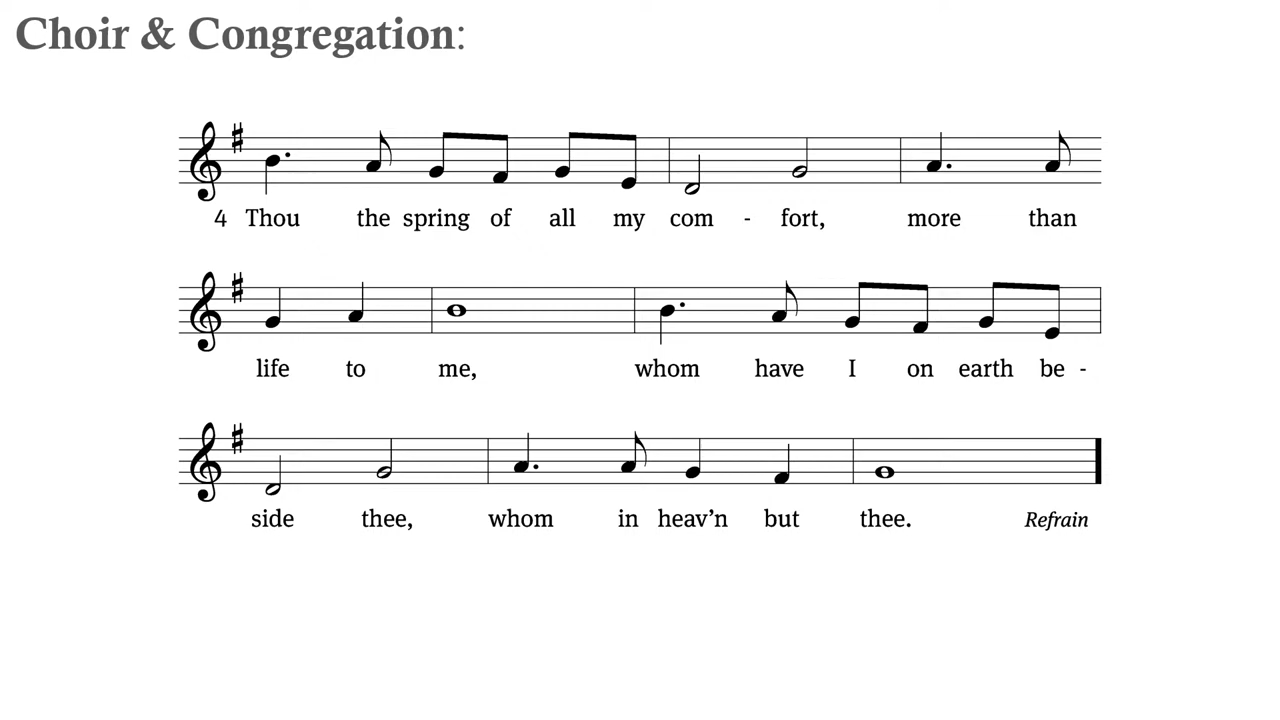 Choir & Congregation:
4 Thou the spring of all my com - fort, more than
life to me, whom have I on earth be -
side thee, whom in heav’n but thee. Refrain